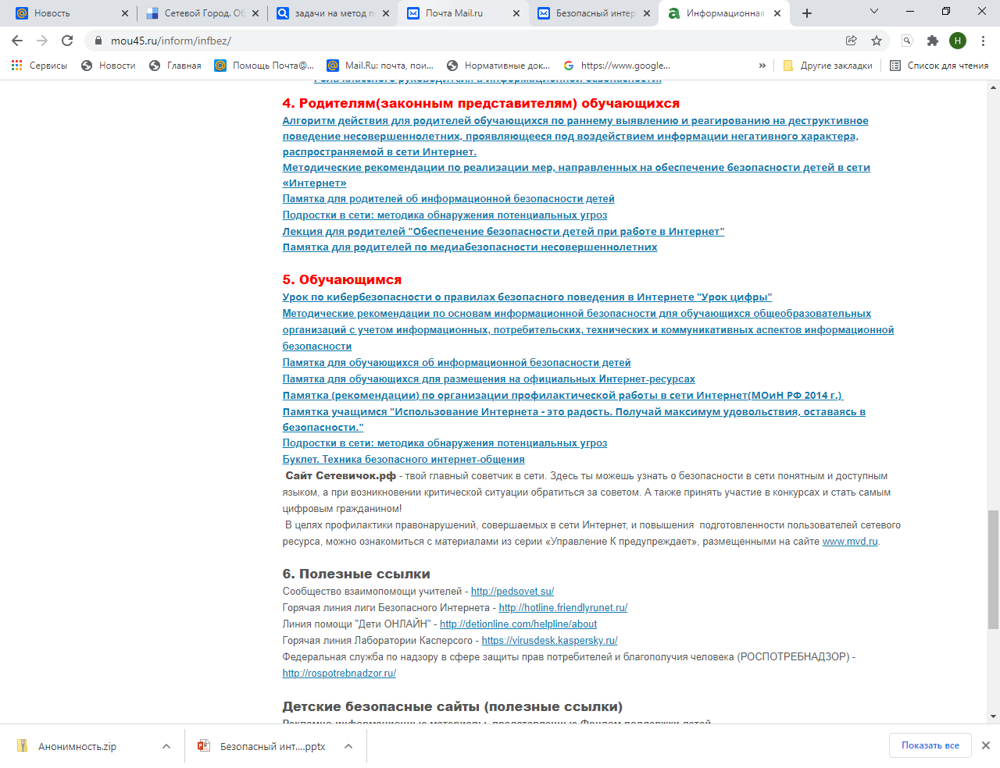 Новость
Сетевой Город. Об
задачи на метод п
Почта Mail.ru
Безопасный интер
Информационная
mou45.ru/inform/infbez/
Н
Сервисы
Новости
Главная
Помощь Почта@...
Mail.Ru: почта, пои...
Нормативные док...
https://www.google...
»
Другие закладки
Список для чтения
4. Родителям(законным представителям) обучающихся
Алгоритм действия для родителей обучающихся по раннему выявлению и реагированию на деструктивное
поведение несовершеннолетних, проявляющееся под воздействием информации негативного характера,
распространяемой в сети Интернет.
Методические рекомендации по реализации мер, направленных на обеспечение безопасности детей в сети
«Интернет»
Памятка для родителей об информационной безопасности детей
Подростки в сети: методика обнаружения потенциальных угроз
Лекция для родителей "Обеспечение безопасности детей при работе в Интернет"
Памятка для родителей по медиабезопасности несовершеннолетних
5. Обучающимся
Урок по кибербезопасности о правилах безопасного поведения в Интернете "Урок цифры"
Методические рекомендации по основам информационной безопасности для обучающихся общеобразовательных
организаций с учетом информационных, потребительских, технических и коммуникативных аспектов информационной
безопасности
Памятка для обучающихся об информационной безопасности детей
Памятка для обучающихся для размещения на официальных Интернет-ресурсах
Памятка (рекомендации) по организации профилактической работы в сети Интернет(МОиН РФ 2014 г.)
Памятка учащимся "Использование Интернета - это радость. Получай максимум удовольствия, оставаясь в
безопасности."
Подростки в сети: методика обнаружения потенциальных угроз
Буклет. Техника безопасного интернет-общения
Сайт Сетевичок.рф - твой главный советчик в сети. Здесь ты можешь узнать о безопасности в сети понятным и доступным
языком, а при возникновении критической ситуации обратиться за советом. А также принять участие в конкурсах и стать самым
цифровым гражданином!
В целях профилактики правонарушений, совершаемых в сети Интернет, и повышения подготовленности пользователей сетевого
ресурса, можно ознакомиться с материалами из серии «Управление К предупреждает», размещенными на сайте www.mvd.ru.
6. Полезные ссылки
Сообщество взаимопомощи учителей - http://pedsovet.su/
Горячая линия лиги Безопасного Интернета - http://hotline.friendlyrunet.ru/
Линия помощи "Дети ОНЛАЙН" - http://detionline.com/helpline/about
Горячая линия Лаборатории Касперсого - https://virusdesk.kaspersky.ru/
Федеральная служба по надзору в сфере защиты прав потребителей и благополучия человека (РОСПОТРЕБНАДЗОР) -
http://rospotrebnadzor.ru/
Детские безопасные сайты (полезные ссылки)
Анонимность.zip
Безопасный инт....pptx
Показать все